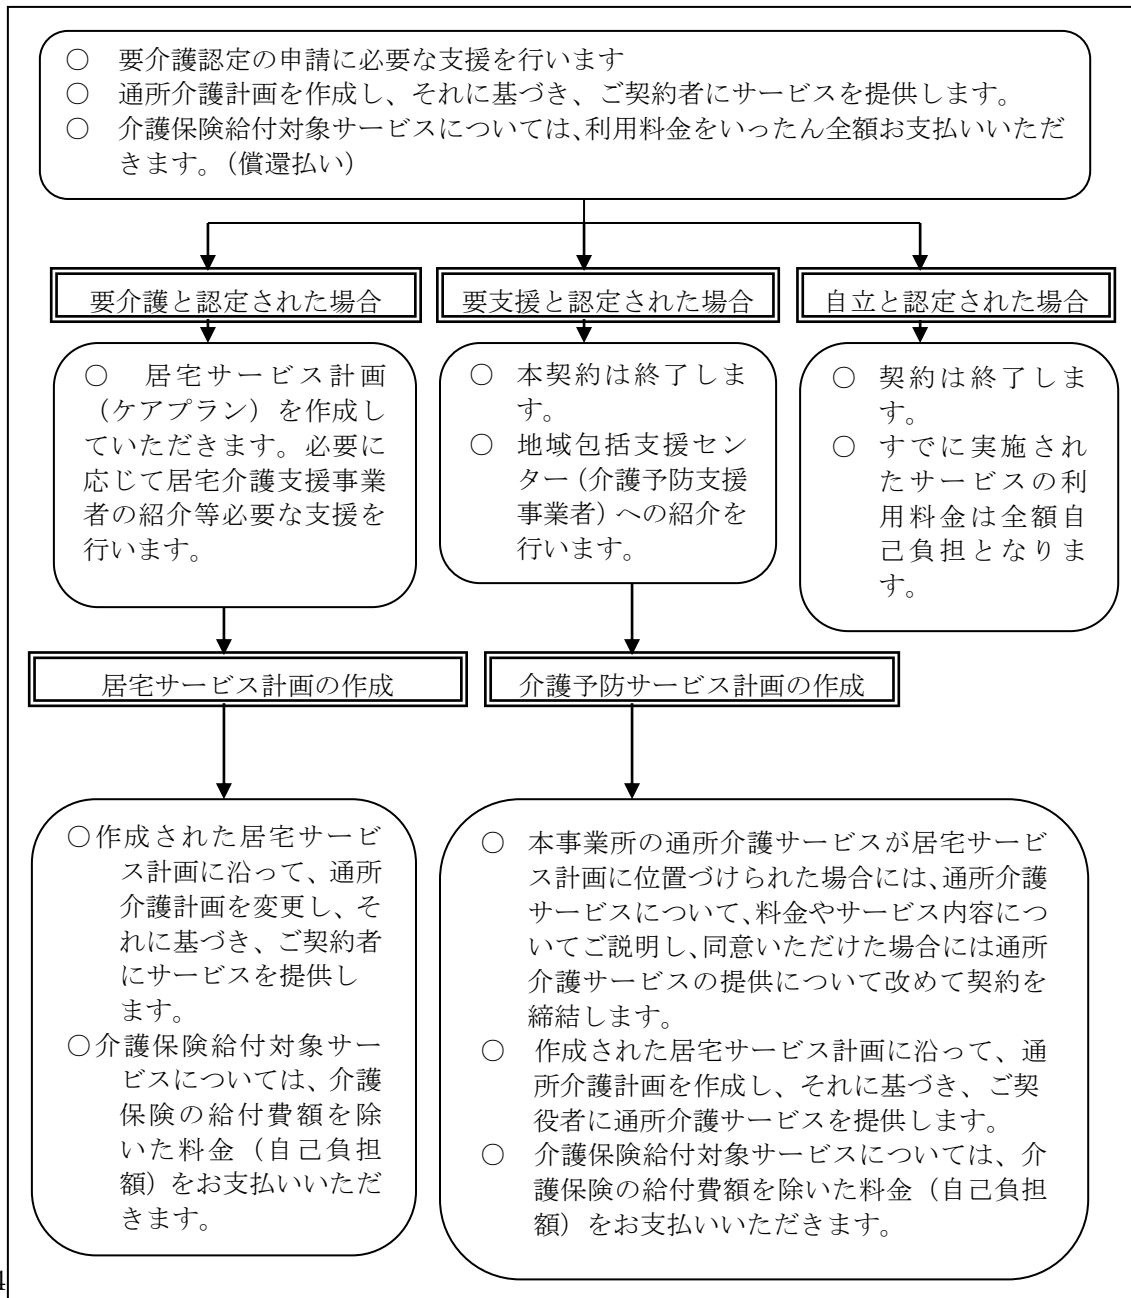 ○ 要介護認定の申請に必要な支援を行います
○ 通所介護計画を作成し、それに基づき、ご契約者にサービスを提供します。
○ 介護保険給付対象サービスについては、利用料金をいったん全額お支払いいただ
きます。（償還払い）
要介護と認定された場合
要支援と認定された場合
自立と認定された場合
○ 居宅サービス計画
（ケアプラン）を作成し
ていただきます。必要に
応じて居宅介護支援事業
者の紹介等必要な支援を
行います。
○ 本契約は終了しま
す。
○ 地域包括支援セン
ター（介護予防支援
事業者）への紹介を
行います。
○ 契約は終了しま
す。
○ すでに実施され
たサービスの利
用料金は全額自
己負担となりま
す。
居宅サービス計画の作成
介護予防サービス計画の作成
○作成された居宅サービ
ス計画に沿って、通所
介護計画を変更し、そ
れに基づき、ご契約者
にサービスを提供し
ます。
○介護保険給付対象サー
ビスについては、介護
保険の給付費額を除
いた料金（自己負担
額）をお支払いいただ
きます。
○ 本事業所の通所介護サービスが居宅サービ
ス計画に位置づけられた場合には、通所介護
サービスについて、料金やサービス内容につ
いてご説明し、同意いただけた場合には通所
介護サービスの提供について改めて契約を
締結します。
○ 作成された居宅サービス計画に沿って、通
所介護計画を作成し、それに基づき、ご契
役者に通所介護サービスを提供します。
○ 介護保険給付対象サービスについては、介
護保険の給付費額を除いた料金（自己負担
額）をお支払いいただきます。
4